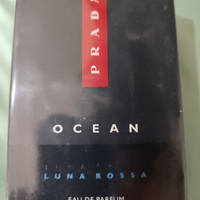 PRADA
OCEAN
LUNA ROSSA
EAU DE PARFUM